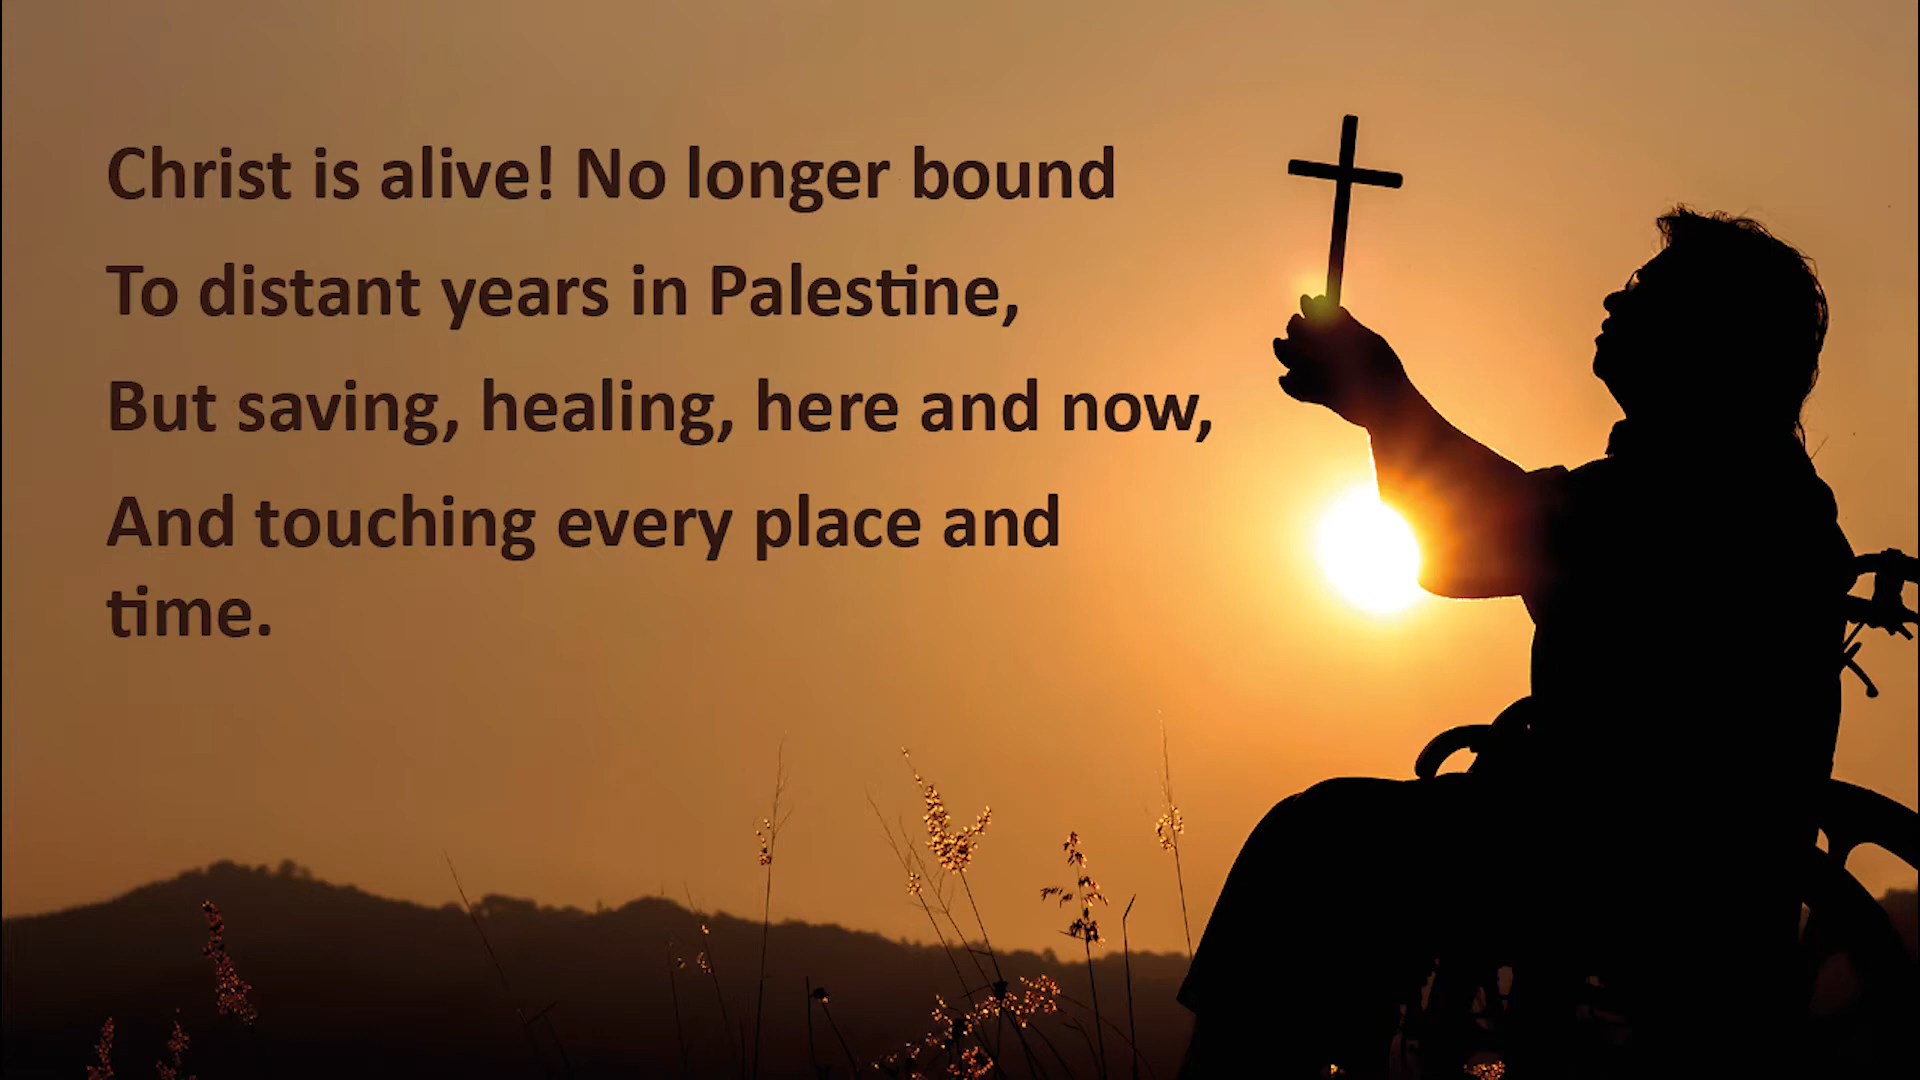 Christ is alive! No longer bound
To distant years in Palestine,
But saving, healing, here and now,
And touching every place and
time.